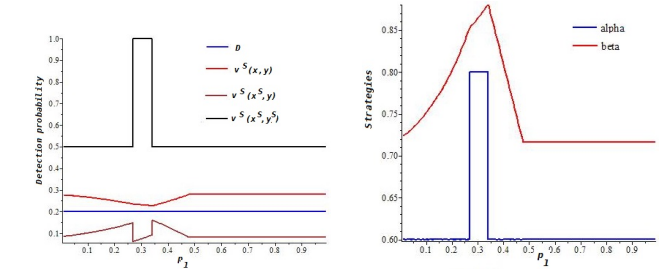 Detection probability
1.0
0.9
0.8
0.7
0.6
0.5
0.4
0.3
0.2
0.1
0.1 0.2 0.3 0.4 0.5 0.6 0.7 0.8 0.9
p1
D
v S (x, y)
v S (x S, y)
v S (x S, y S)
Strategies
0.85
0.80
0.75
0.70
0.65
0.60
0.1 0.2 0.3 0.4 0.5 0.6 0.7 0.8 0.9
p1
alpha
beta